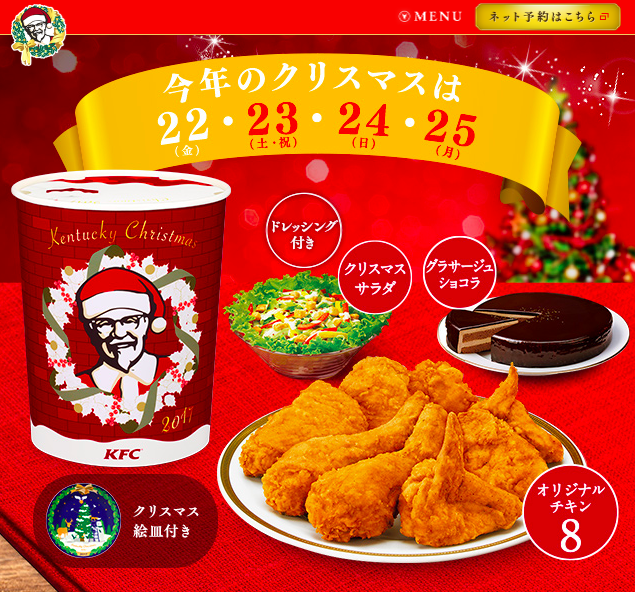 MENU
ネット予約はこちら
今年のクリスマスは
22・23・24・25
(金) (土・祝) (日) (月)
Kentucky Christmas
2017
KFC
ドレッシング
付き
クリスマス
サラダ
グラサージュ
ショコラ
クリスマス
絵皿付き
オリジナル
チキン
8